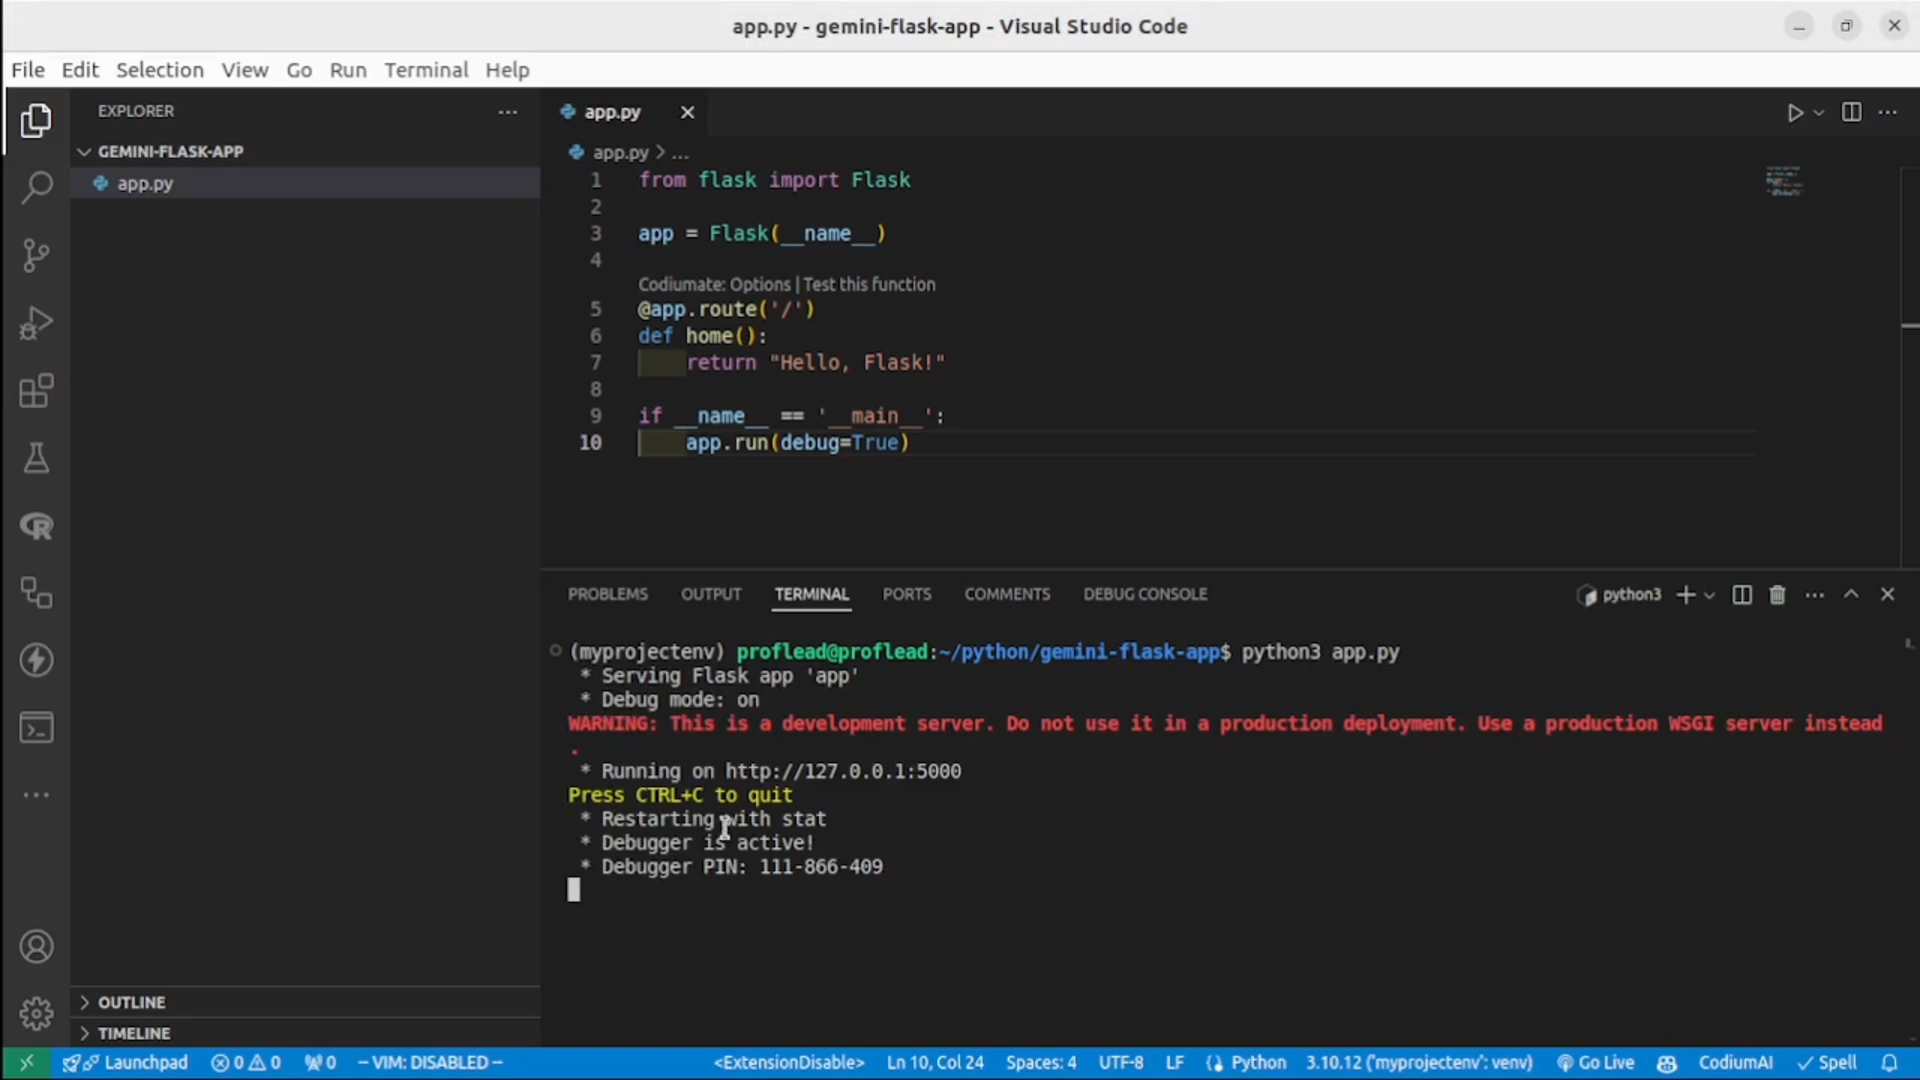 app.py - gemini-flask-app - Visual Studio Code
File Edit Selection View Go Run Terminal Help
EXPLORER
GEMINI-FLASK-APP
app.py
app.py
app.py > ...
1 from flask import Flask
2
3 app = Flask(__name__)
4
Codiumate: Options | Test this function
5 @app.route('/')
6 def home():
7     return "Hello, Flask!"
8
9 if __name__ == '__main__':
10     app.run(debug=True)
PROBLEMS OUTPUT TERMINAL PORTS COMMENTS DEBUG CONSOLE
python3
(myprojectenv) proflead@proflead:~/python/gemini-flask-app$ python3 app.py
 * Serving Flask app 'app'
 * Debug mode: on
WARNING: This is a development server. Do not use it in a production deployment. Use a production WSGI server instead
.
 * Running on http://127.0.0.1:5000
Press CTRL+C to quit
 * Restarting with stat
 * Debugger is active!
 * Debugger PIN: 111-866-409
OUTLINE
TIMELINE
Launchpad 0 0 0 -- VIM: DISABLED -- <ExtensionDisable> Ln 10, Col 24 Spaces: 4 UTF-8 LF Python 3.10.12 ('myprojectenv': venv) Go Live CodiumAI Spell